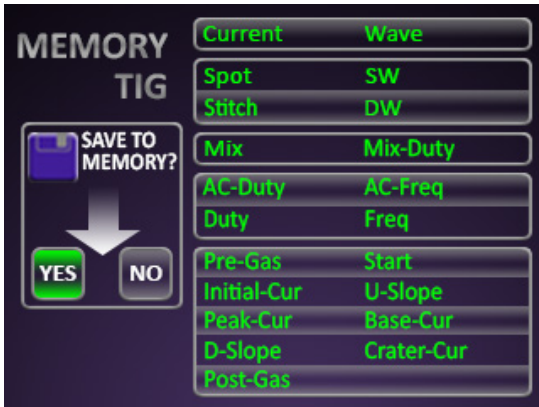 MEMORY
TIG
SAVE TO
MEMORY?
YES NO
Current Wave
Spot SW
Stitch DW
Mix Mix-Duty
AC-Duty AC-Freq
Duty Freq
Pre-Gas Start
Initial-Cur U-Slope
Peak-Cur Base-Cur
D-Slope Crater-Cur
Post-Gas